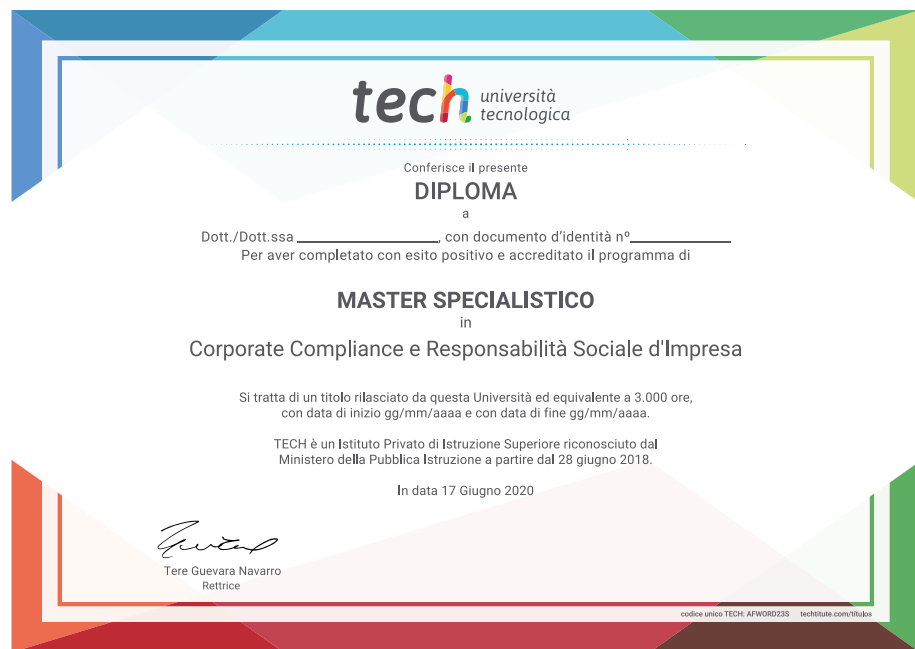 tech università
tecnologica
Conferisce il presente
DIPLOMA
a
Dott./Dott.ssa ________________, con documento d'identità nº____________
Per aver completato con esito positivo e accreditato il programma di
MASTER SPECIALISTICO
in
Corporate Compliance e Responsabilità Sociale d'Impresa
Si tratta di un titolo rilasciato da questa Università ed equivalente a 3.000 ore,
con data di inizio gg/mm/aaaa e con data di fine gg/mm/aaaa.
TECH è un Istituto Privato di Istruzione Superiore riconosciuto dal
Ministero della Pubblica Istruzione a partire dal 28 giugno 2018.
In data 17 Giugno 2020
Tere Guevara Navarro
Rettrice
codice unico TECH: AFWORD23S techtitute.com/títulos